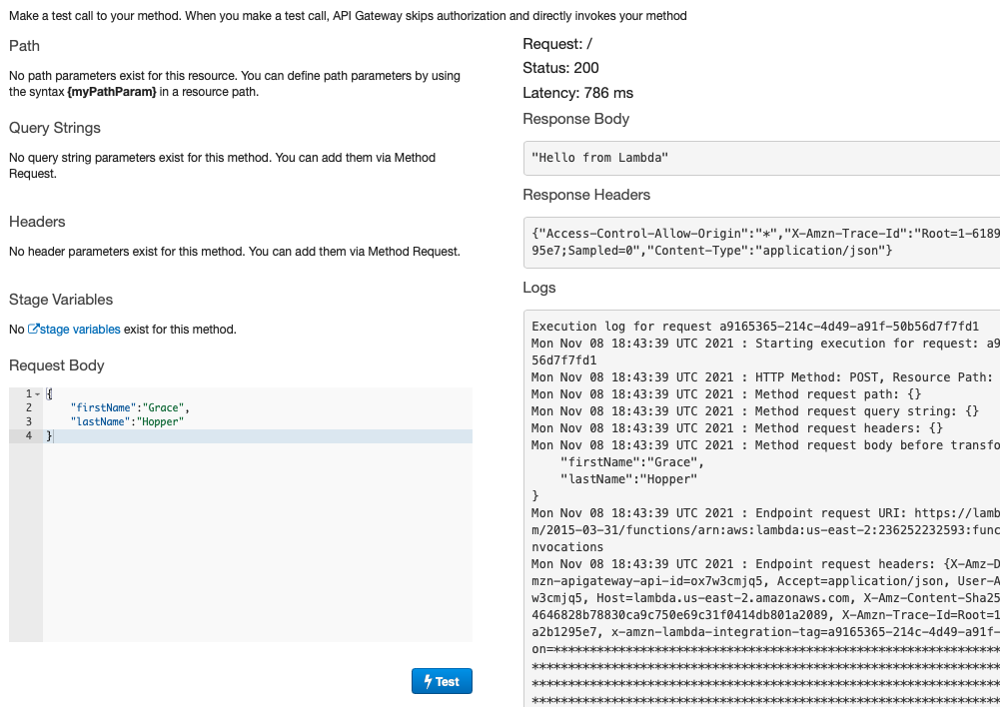 Make a test call to your method. When you make a test call, API Gateway skips authorization and directly invokes your method
Path
No path parameters exist for this resource. You can define path parameters by using
the syntax {myPathParam} in a resource path.
Query Strings
No query string parameters exist for this method. You can add them via Method
Request.
Headers
No header parameters exist for this method. You can add them via Method Request.
Stage Variables
No stage variables exist for this method.
Request Body
1 {
2 "firstName":"Grace",
3 "lastName":"Hopper"
4 }
Test
Request: /
Status: 200
Latency: 786 ms
Response Body
"Hello from Lambda"
Response Headers
{"Access-Control-Allow-Origin":"*","X-Amzn-Trace-Id":"Root=1-6189
95e7;Sampled=0","Content-Type":"application/json"}
Logs
Execution log for request a9165365-214c-4d49-a91f-50b56d7f7fd1
Mon Nov 08 18:43:39 UTC 2021 : Starting execution for request: a9
56d7f7fd1
Mon Nov 08 18:43:39 UTC 2021 : HTTP Method: POST, Resource Path:
Mon Nov 08 18:43:39 UTC 2021 : Method request path: {}
Mon Nov 08 18:43:39 UTC 2021 : Method request query string: {}
Mon Nov 08 18:43:39 UTC 2021 : Method request headers: {}
Mon Nov 08 18:43:39 UTC 2021 : Method request body before transfo
"firstName":"Grace",
"lastName":"Hopper"
}
Mon Nov 08 18:43:39 UTC 2021 : Endpoint request URI: https://lamb
m/2015-03-31/functions/arn:aws:lambda:us-east-2:236252232593:func
nvocations
Mon Nov 08 18:43:39 UTC 2021 : Endpoint request headers: {X-Amz-D
mzn-apigateway-api-id=ox7w3cmjq5, Accept=application/json, User-A
w3cmjq5, Host=lambda.us-east-2.amazonaws.com, X-Amz-Content-Sha25
4646828b78830ca9c750e69c31f0414db801a2089, X-Amzn-Trace-Id=Root=1
a2b1295e7, x-amzn-lambda-integration-tag=a9165365-214c-4d49-a91f-
on=**************************************************************
*****************************************************************
*****************************************************************
*****************************************************************